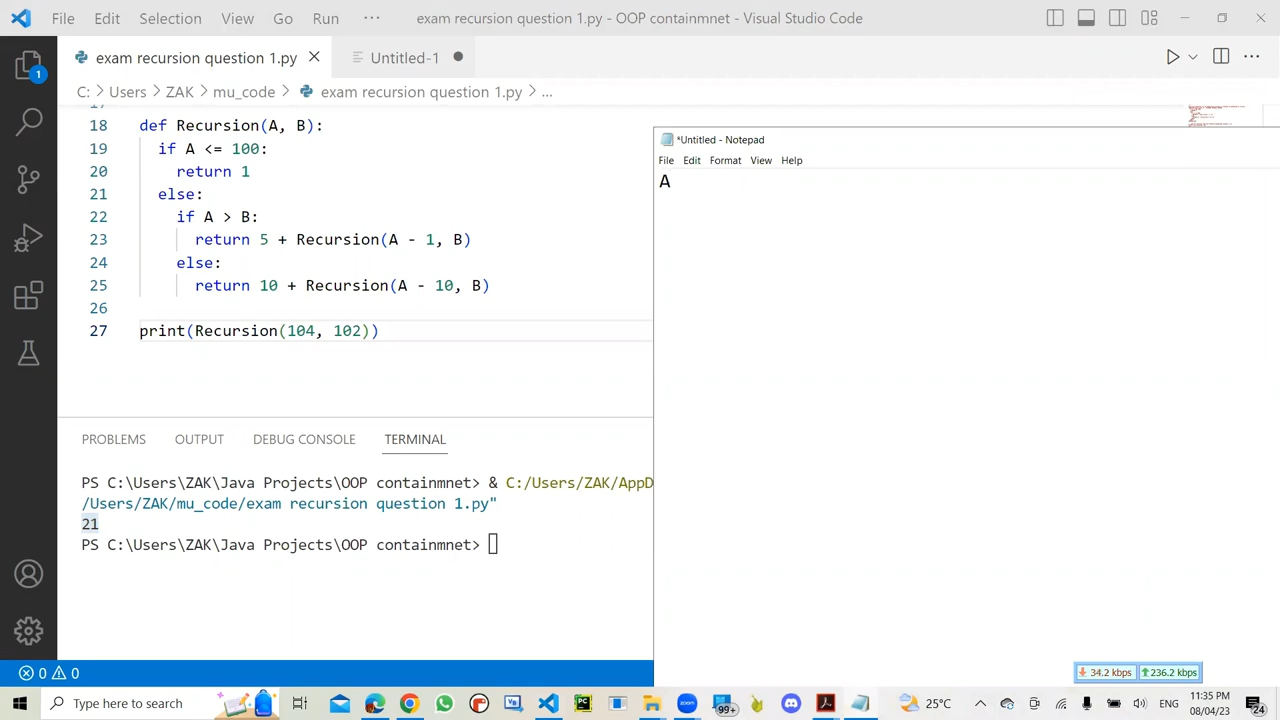 File Edit Selection View Go Run ··· exam recursion question 1.py - OOP containmnet - Visual Studio Code
exam recursion question 1.py Untitled-1
C: > Users > ZAK > mu_code > exam recursion question 1.py > ...
17
18 def Recursion(A, B):
19 if A <= 100:
20 return 1
21 else:
22 if A > B:
23 return 5 + Recursion(A - 1, B)
24 else:
25 return 10 + Recursion(A - 10, B)
26
27 print(Recursion(104, 102))
1
*Untitled - Notepad
File Edit Format View Help
A
PROBLEMS OUTPUT DEBUG CONSOLE TERMINAL
PS C:\Users\ZAK\Java Projects\OOP containmnet> & C:/Users/ZAK/AppD
/Users/ZAK/mu_code/exam recursion question 1.py"
21
PS C:\Users\ZAK\Java Projects\OOP containmnet>
0 0
34.2 kbps 236.2 kbps
Type here to search
99+
25°C
ENG
11:35 PM
08/04/23
24